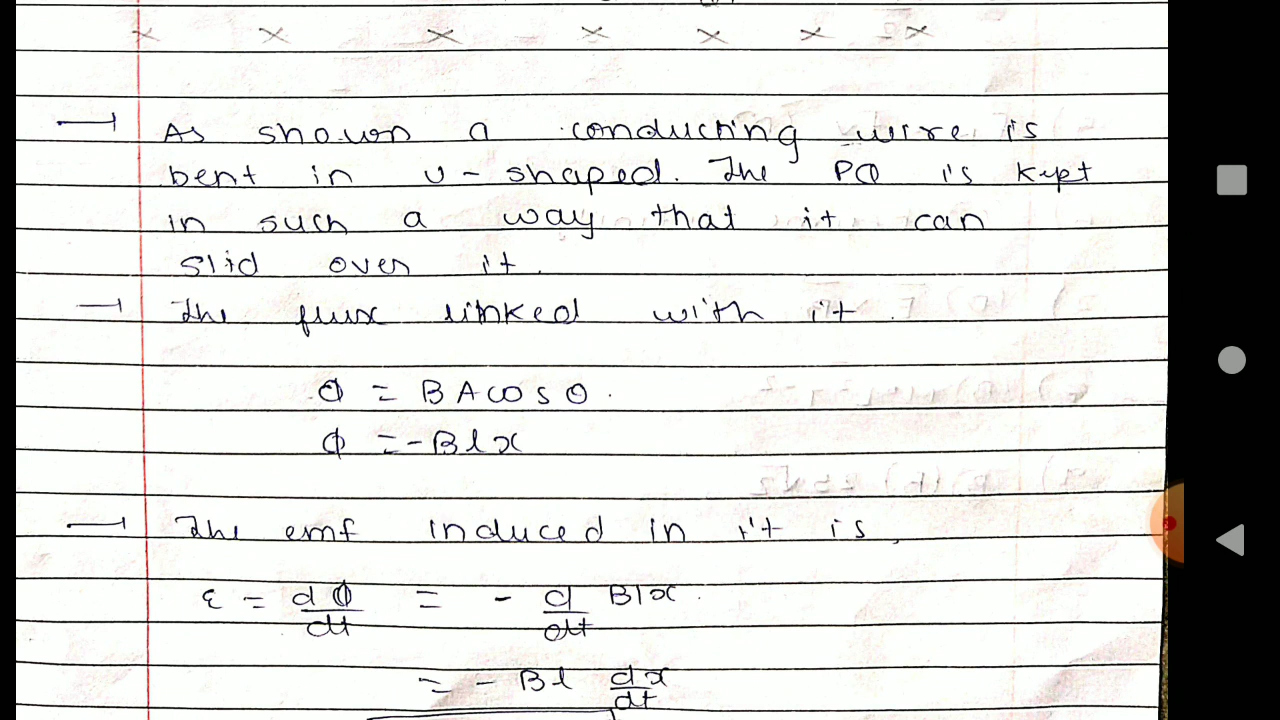 × × × × × × ×
→ As shown a conducting wire is
bent in U-shaped. The PQ is kept
in such a way that it can
slid over it.
→ The flux linked with it.
Φ = BA cos θ.
Φ = -Blx
→ The emf induced in it is,
ε = dΦ/dt = - d/dt Blx.
= - Bl dx/dt